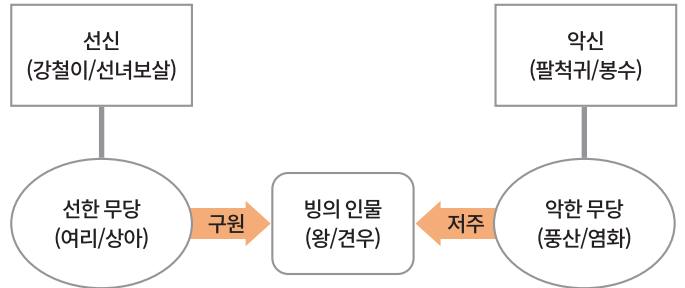 선신
(강철이/선녀보살)
악신
(팔척귀/봉수)
선한 무당
(여리/상아)
구원
빙의 인물
(왕/견우)
저주
악한 무당
(풍산/염화)